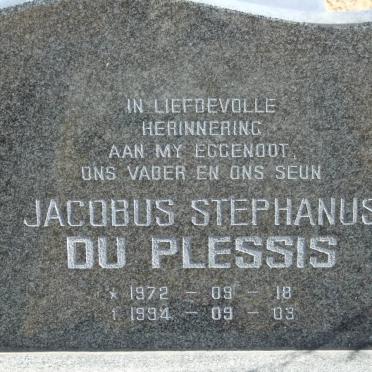 IN LIEFDEVOLLE
HERINNERING
AAN MY EGGENOOT,
ONS VADER EN ONS SEUN
JACOBUS STEPHANUS
DU PLESSIS
* 1972 - 09 - 18
† 1994 - 09 - 03